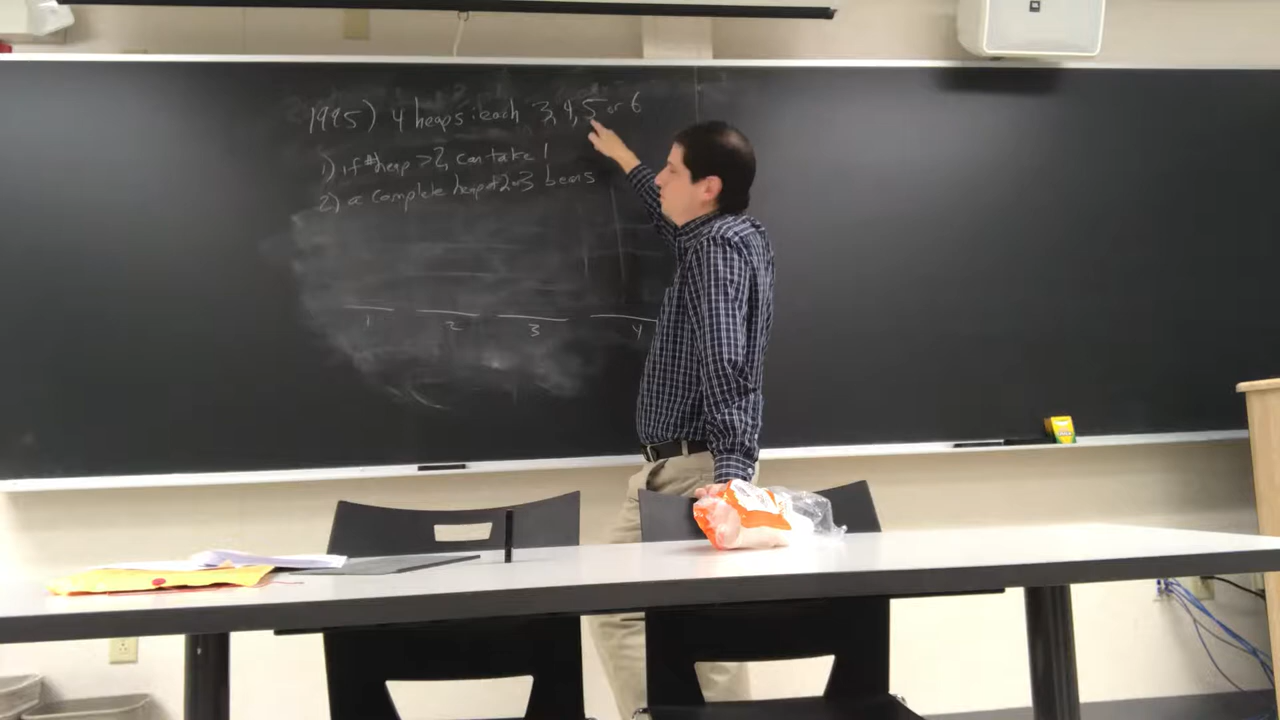 1995) 4 heaps: each 3, 4, 5 or 6
1) if # heap >2, can take 1
2) a complete heap of 2 or 3 beans
1 2 3 4